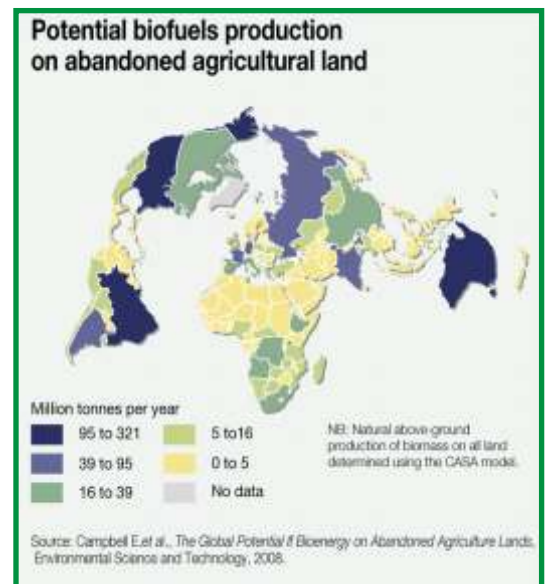 Potential biofuels production
on abandoned agricultural land
Million tonnes per year
95 to 321
39 to 95
16 to 39
5 to16
0 to 5
No data
NB: Natural above-ground
production of biomass on all land
determined using the CASA model.
Source: Campbell E.et al., The Global Potential lf Bioenergy on Abandoned Agriculture Lands,
Environmental Science and Technology, 2008.